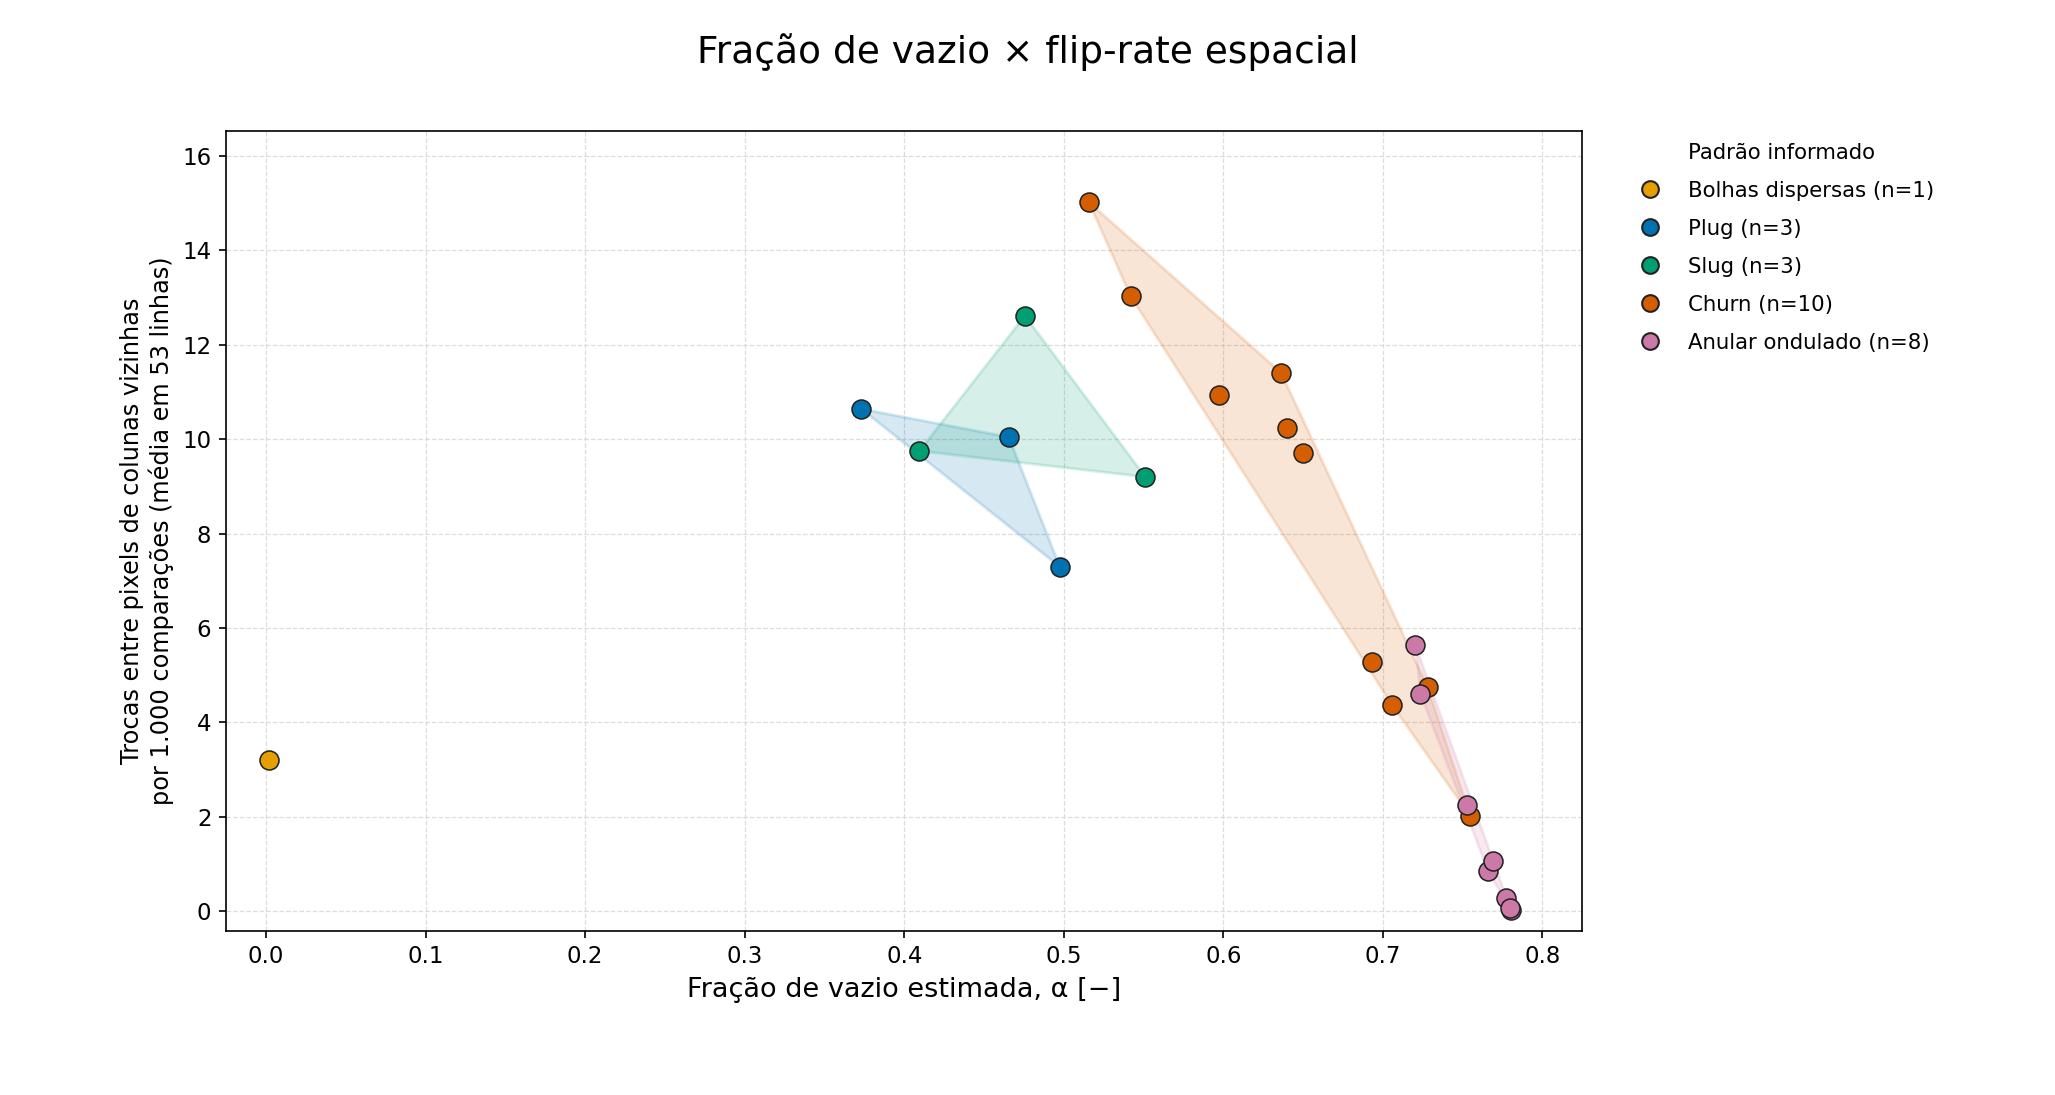 Fração de vazio × flip-rate espacial
Trocas entre pixels de colunas vizinhas
por 1.000 comparações (média em 53 linhas)
16
14
12
10
8
6
4
2
0
0.0
0.1
0.2
0.3
0.4
0.5
0.6
0.7
0.8
Fração de vazio estimada, α [−]
Padrão informado
Bolhas dispersas (n=1)
Plug (n=3)
Slug (n=3)
Churn (n=10)
Anular ondulado (n=8)